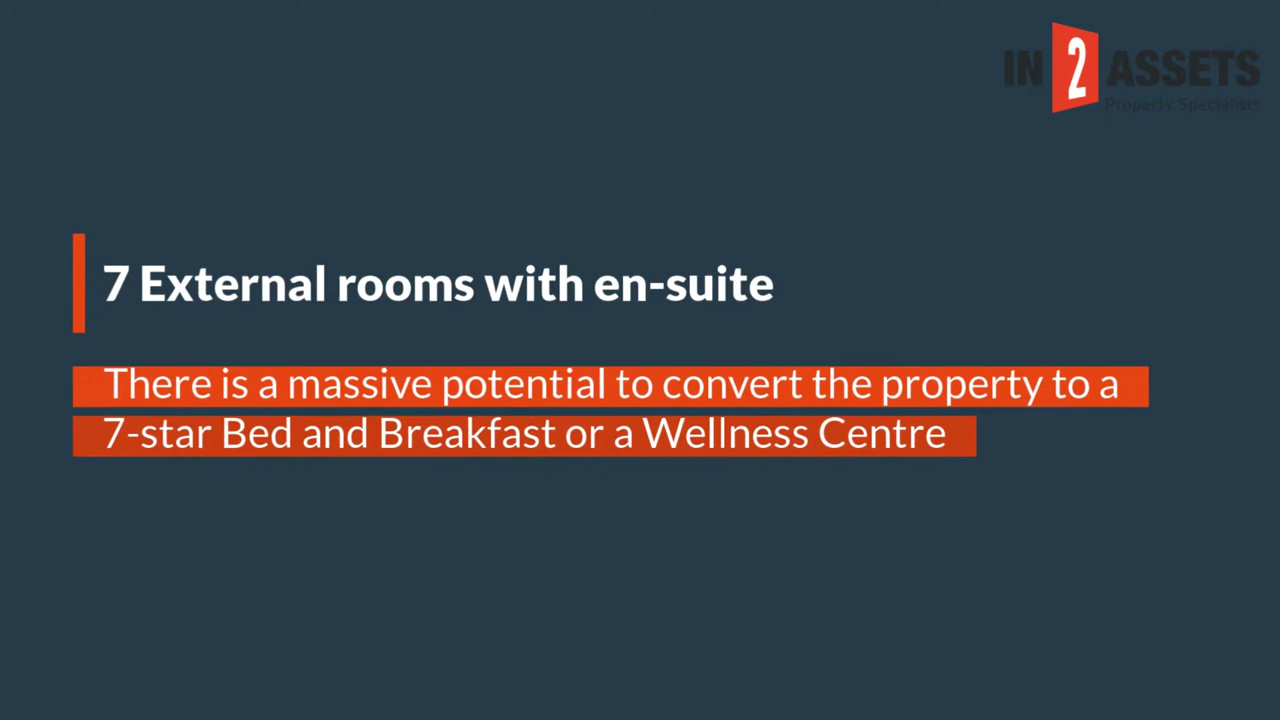 IN 2 ASSETS
Property Specialists
7 External rooms with en-suite
There is a massive potential to convert the property to a
7-star Bed and Breakfast or a Wellness Centre